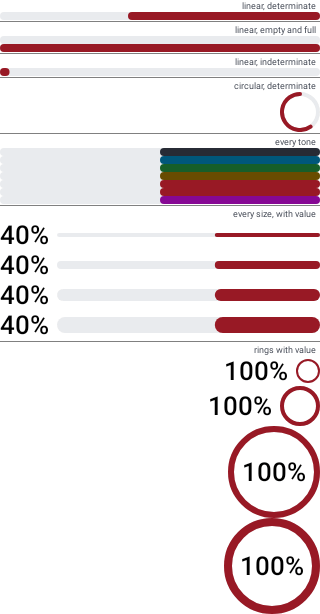 linear, determinate
linear, empty and full
linear, indeterminate
circular, determinate
every tone
every size, with value
40%
40%
40%
40%
rings with value
100%
100%
100%
100%